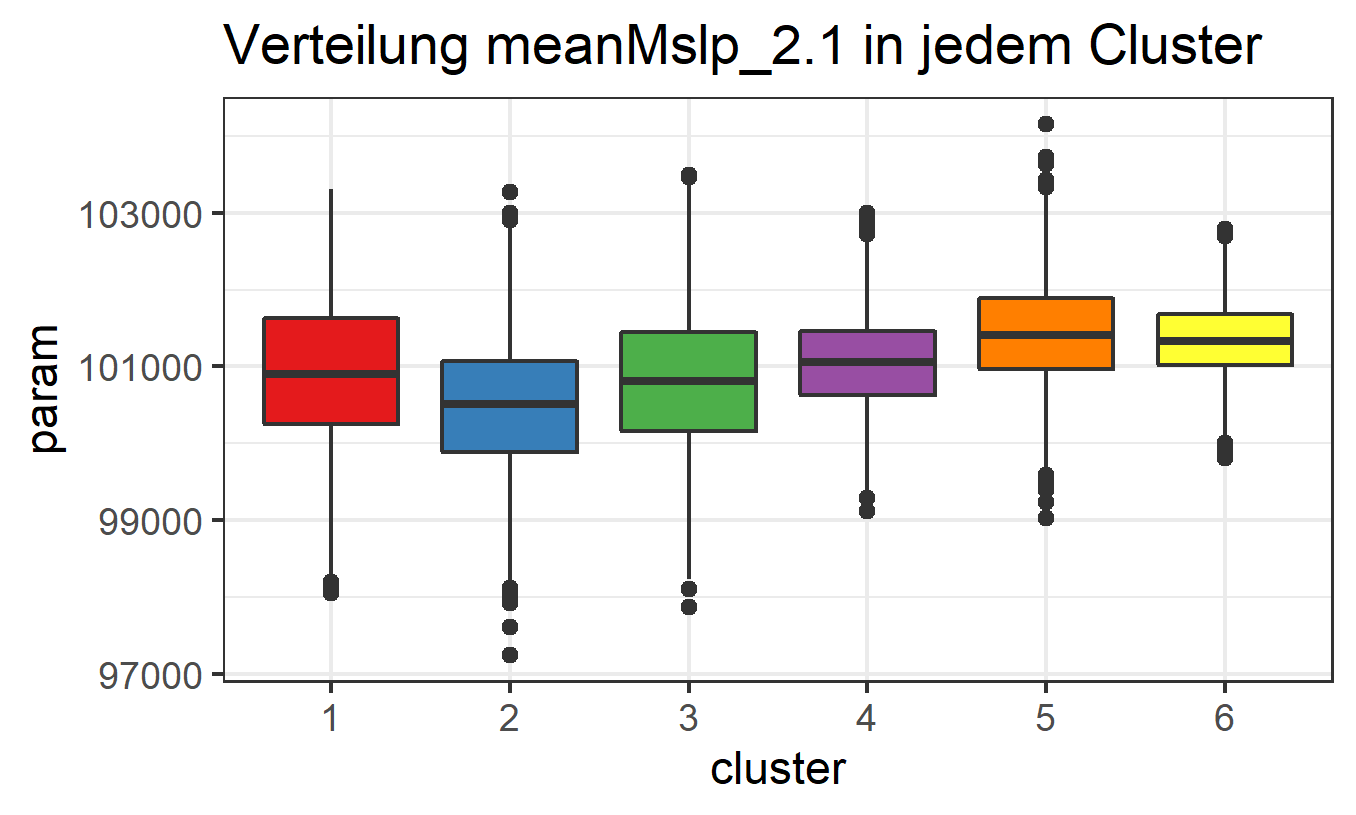 Verteilung meanMslp_2.1 in jedem Cluster
param
103000
101000
99000
97000
1 2 3 4 5 6
cluster